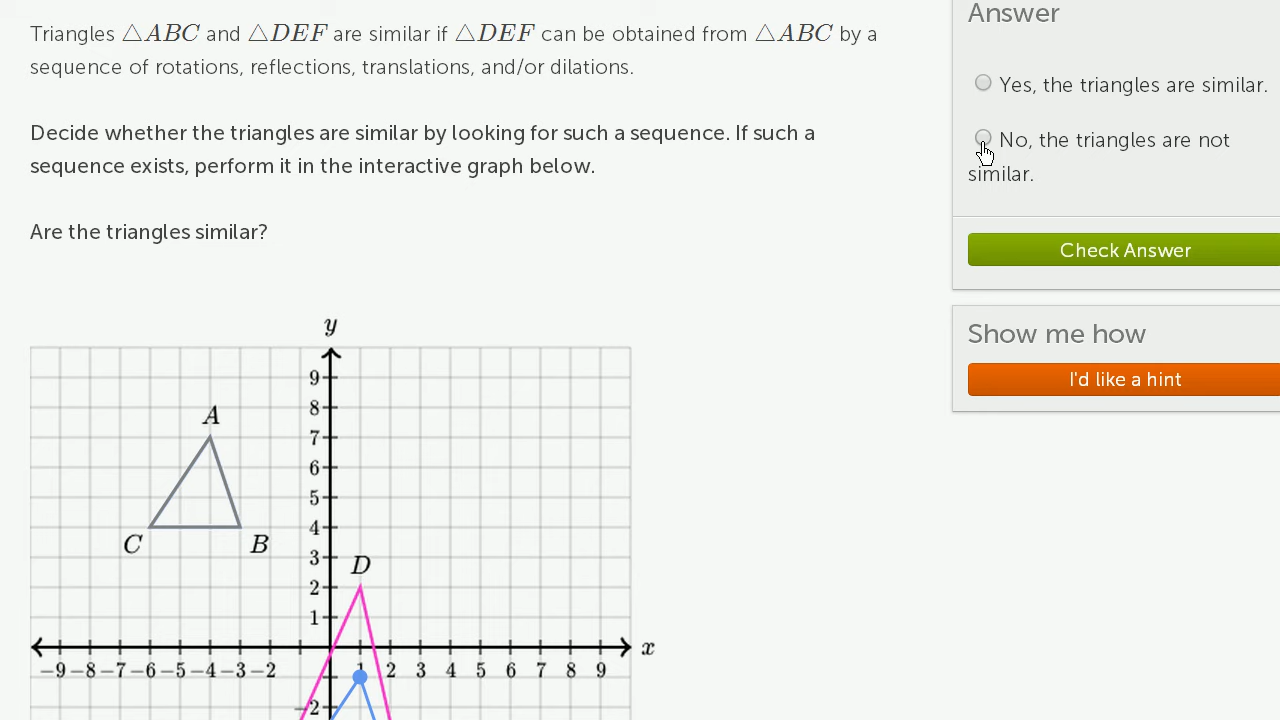 Triangles △ABC and △DEF are similar if △DEF can be obtained from △ABC by a
sequence of rotations, reflections, translations, and/or dilations.
Decide whether the triangles are similar by looking for such a sequence. If such a
sequence exists, perform it in the interactive graph below.
Are the triangles similar?
Answer
Yes, the triangles are similar.
No, the triangles are not
similar.
Check Answer
Show me how
I'd like a hint
y
9
8
7
6
5
4
3
2
1
A
C B
D
x
−9 −8 −7 −6 −5 −4 −3 −2 1 2 3 4 5 6 7 8 9
−2